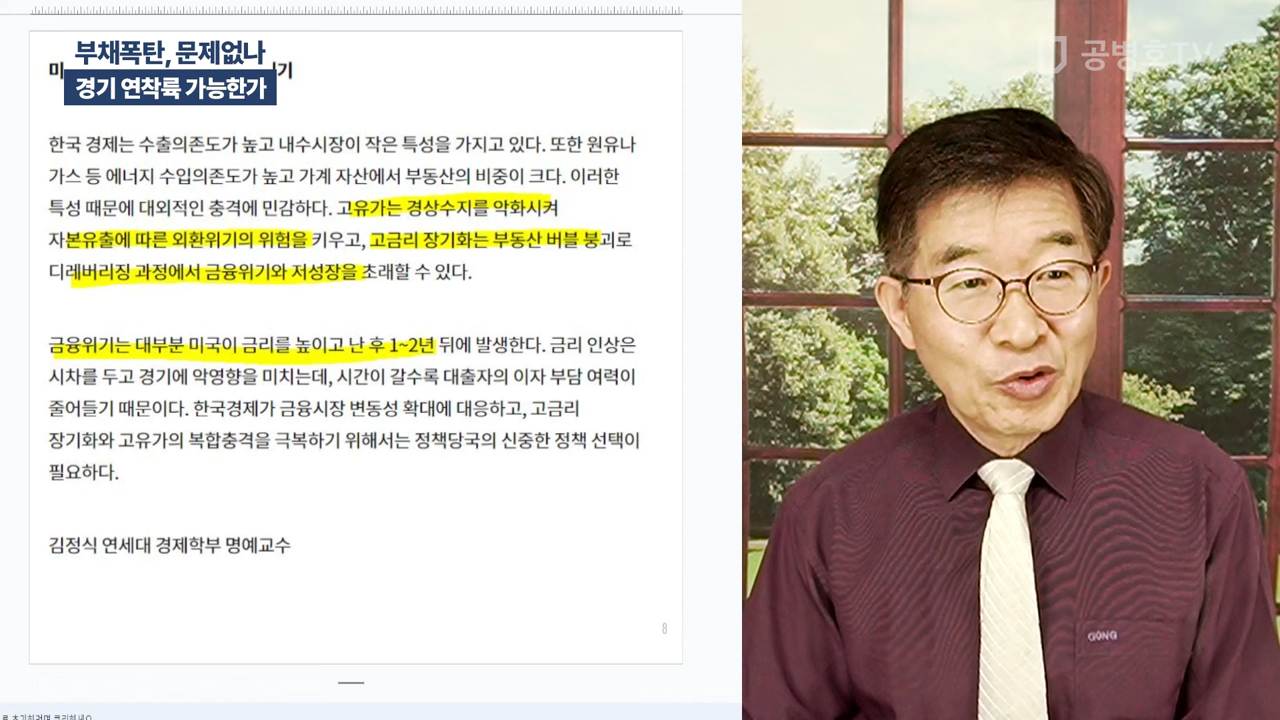 부채폭탄, 문제없나
경기 연착륙 가능한가
미
기
한국 경제는 수출의존도가 높고 내수시장이 작은 특성을 가지고 있다. 또한 원유나
가스 등 에너지 수입의존도가 높고 가계 자산에서 부동산의 비중이 크다. 이러한
특성 때문에 대외적인 충격에 민감하다. 고유가는 경상수지를 악화시켜
자본유출에 따른 외환위기의 위험을 키우고, 고금리 장기화는 부동산 버블 붕괴로
디레버리징 과정에서 금융위기와 저성장을 초래할 수 있다.
금융위기는 대부분 미국이 금리를 높이고 난 후 1~2년 뒤에 발생한다. 금리 인상은
시차를 두고 경기에 악영향을 미치는데, 시간이 갈수록 대출자의 이자 부담 여력이
줄어들기 때문이다. 한국경제가 금융시장 변동성 확대에 대응하고, 고금리
장기화와 고유가의 복합충격을 극복하기 위해서는 정책당국의 신중한 정책 선택이
필요하다.
김정식 연세대 경제학부 명예교수
8
공병호TV
GONG